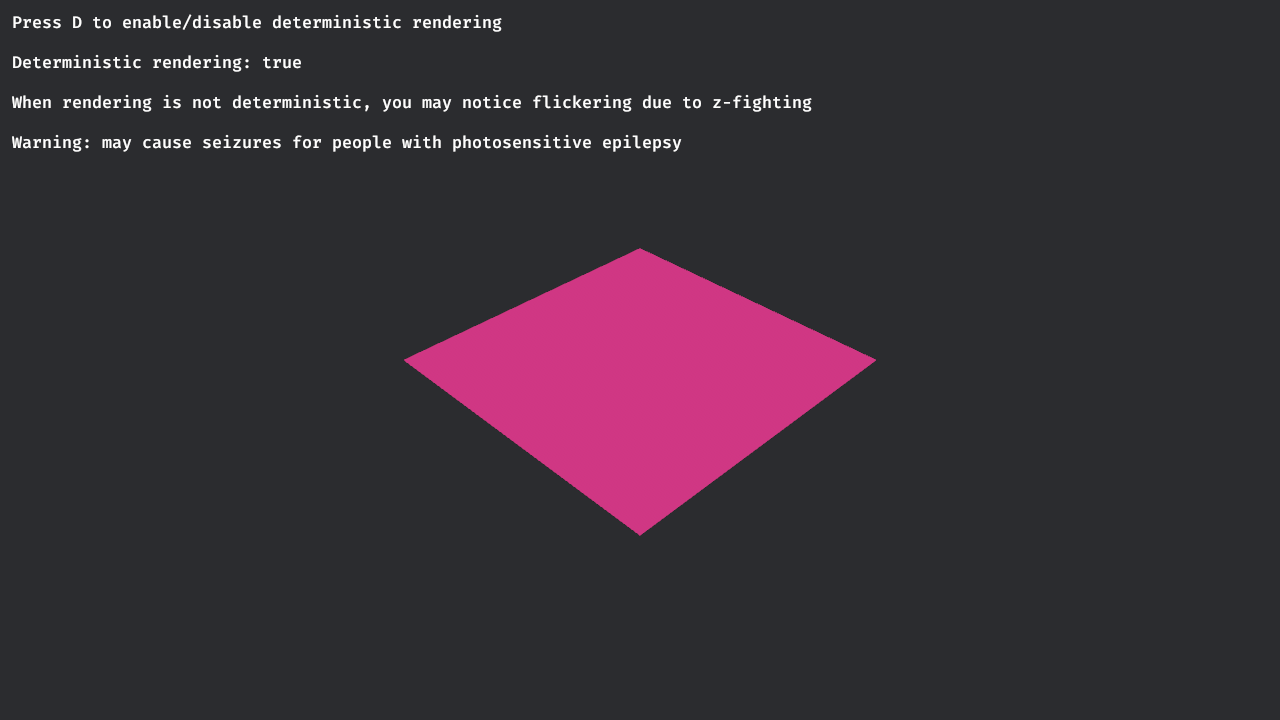 Press D to enable/disable deterministic rendering
Deterministic rendering: true
When rendering is not deterministic, you may notice flickering due to z-fighting
Warning: may cause seizures for people with photosensitive epilepsy